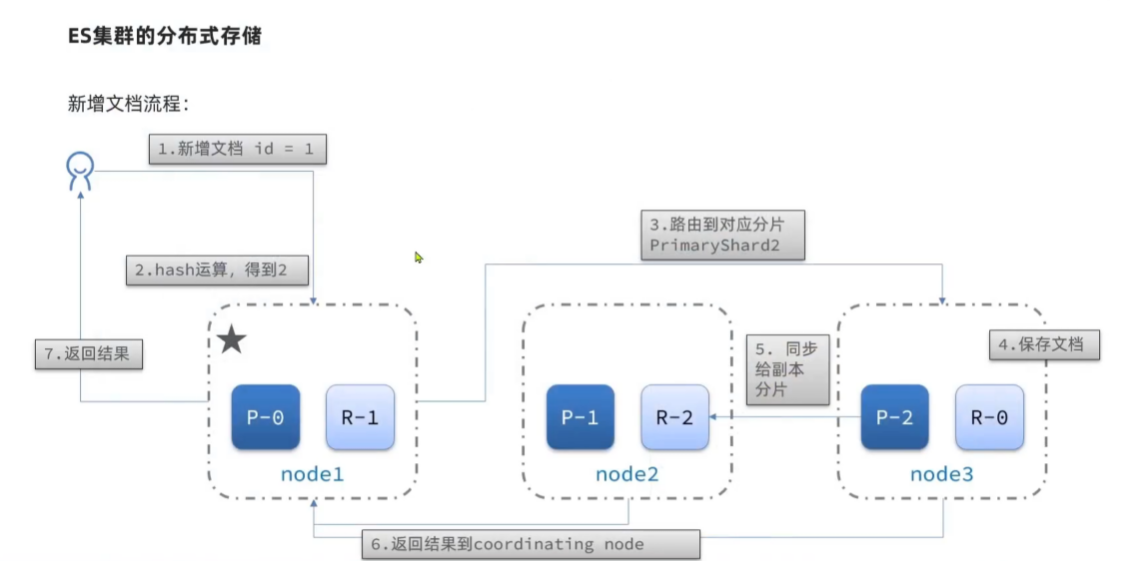 ES集群的分布式存储
新增文档流程：
1.新增文档 id = 1
2.hash运算，得到2
3.路由到对应分片
PrimaryShard2
4.保存文档
5. 同步
给副本
分片
7.返回结果
P-0
R-1
node1
P-1
R-2
node2
P-2
R-0
node3
6.返回结果到coordinating node